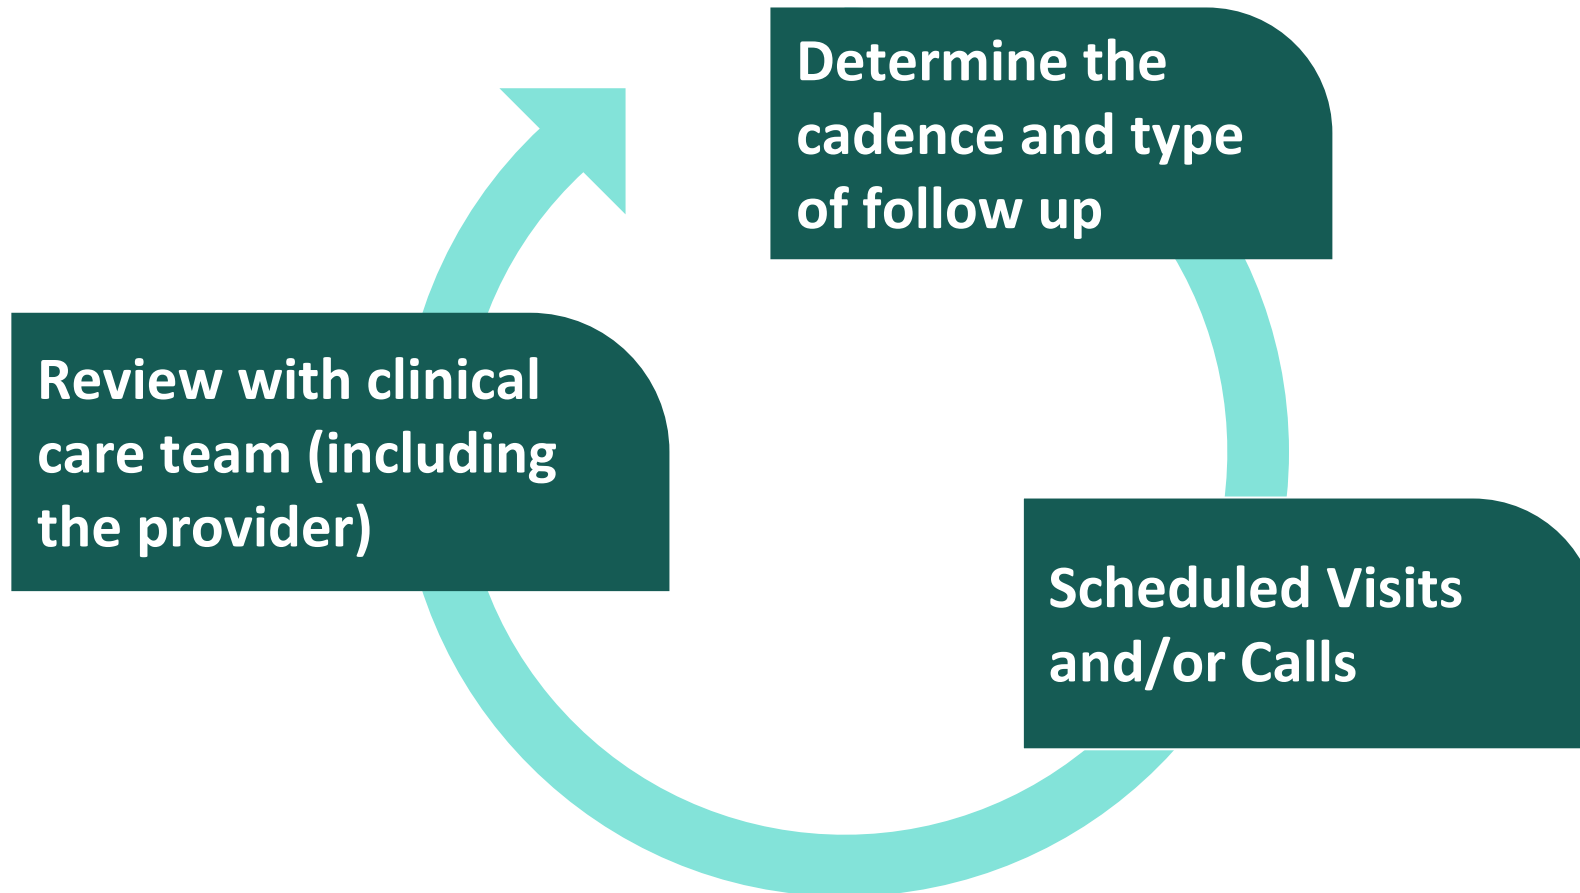 Determine the
cadence and type
of follow up
Review with clinical
care team (including
the provider)
Scheduled Visits
and/or Calls